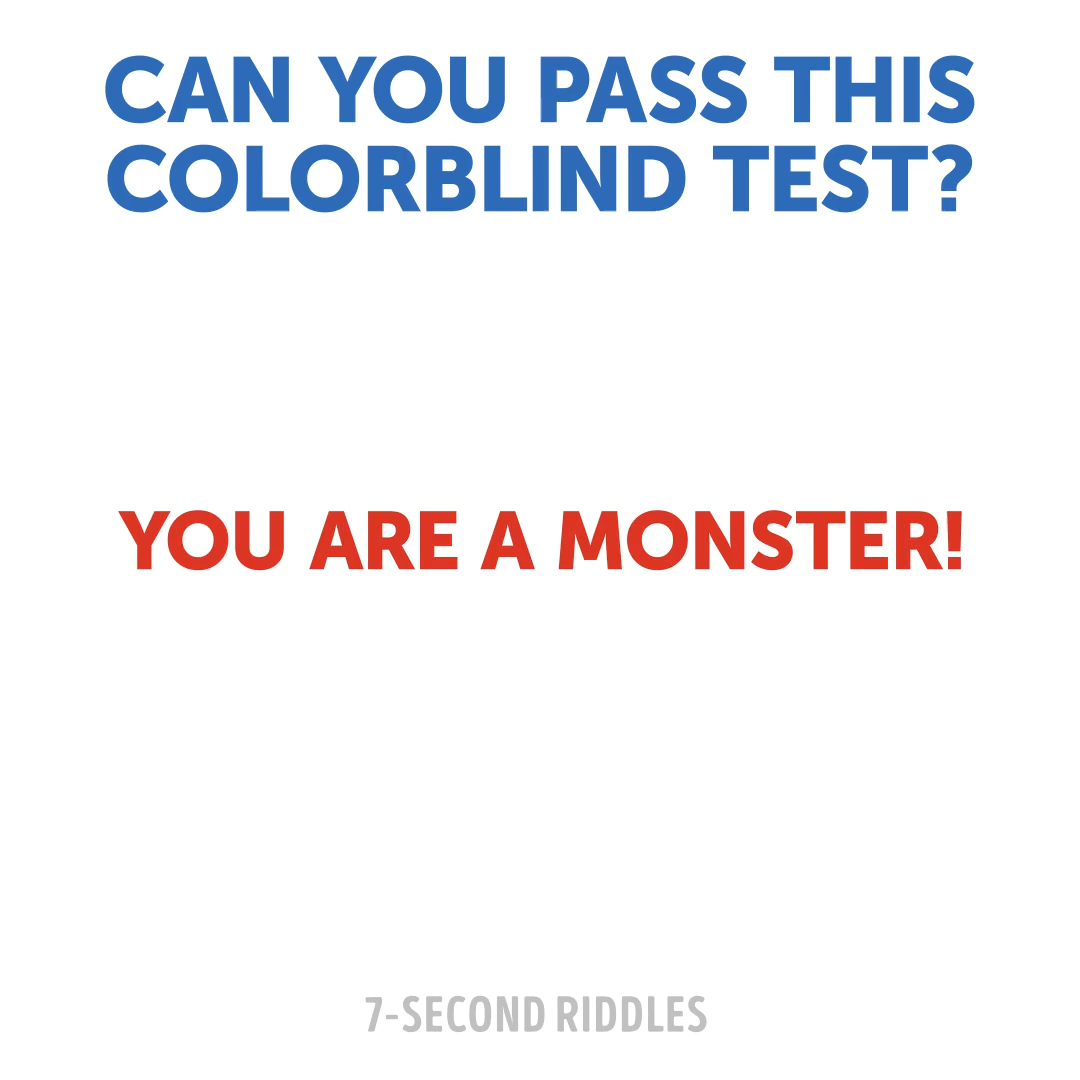 CAN YOU PASS THIS
COLORBLIND TEST?
YOU ARE A MONSTER!
7-SECOND RIDDLES